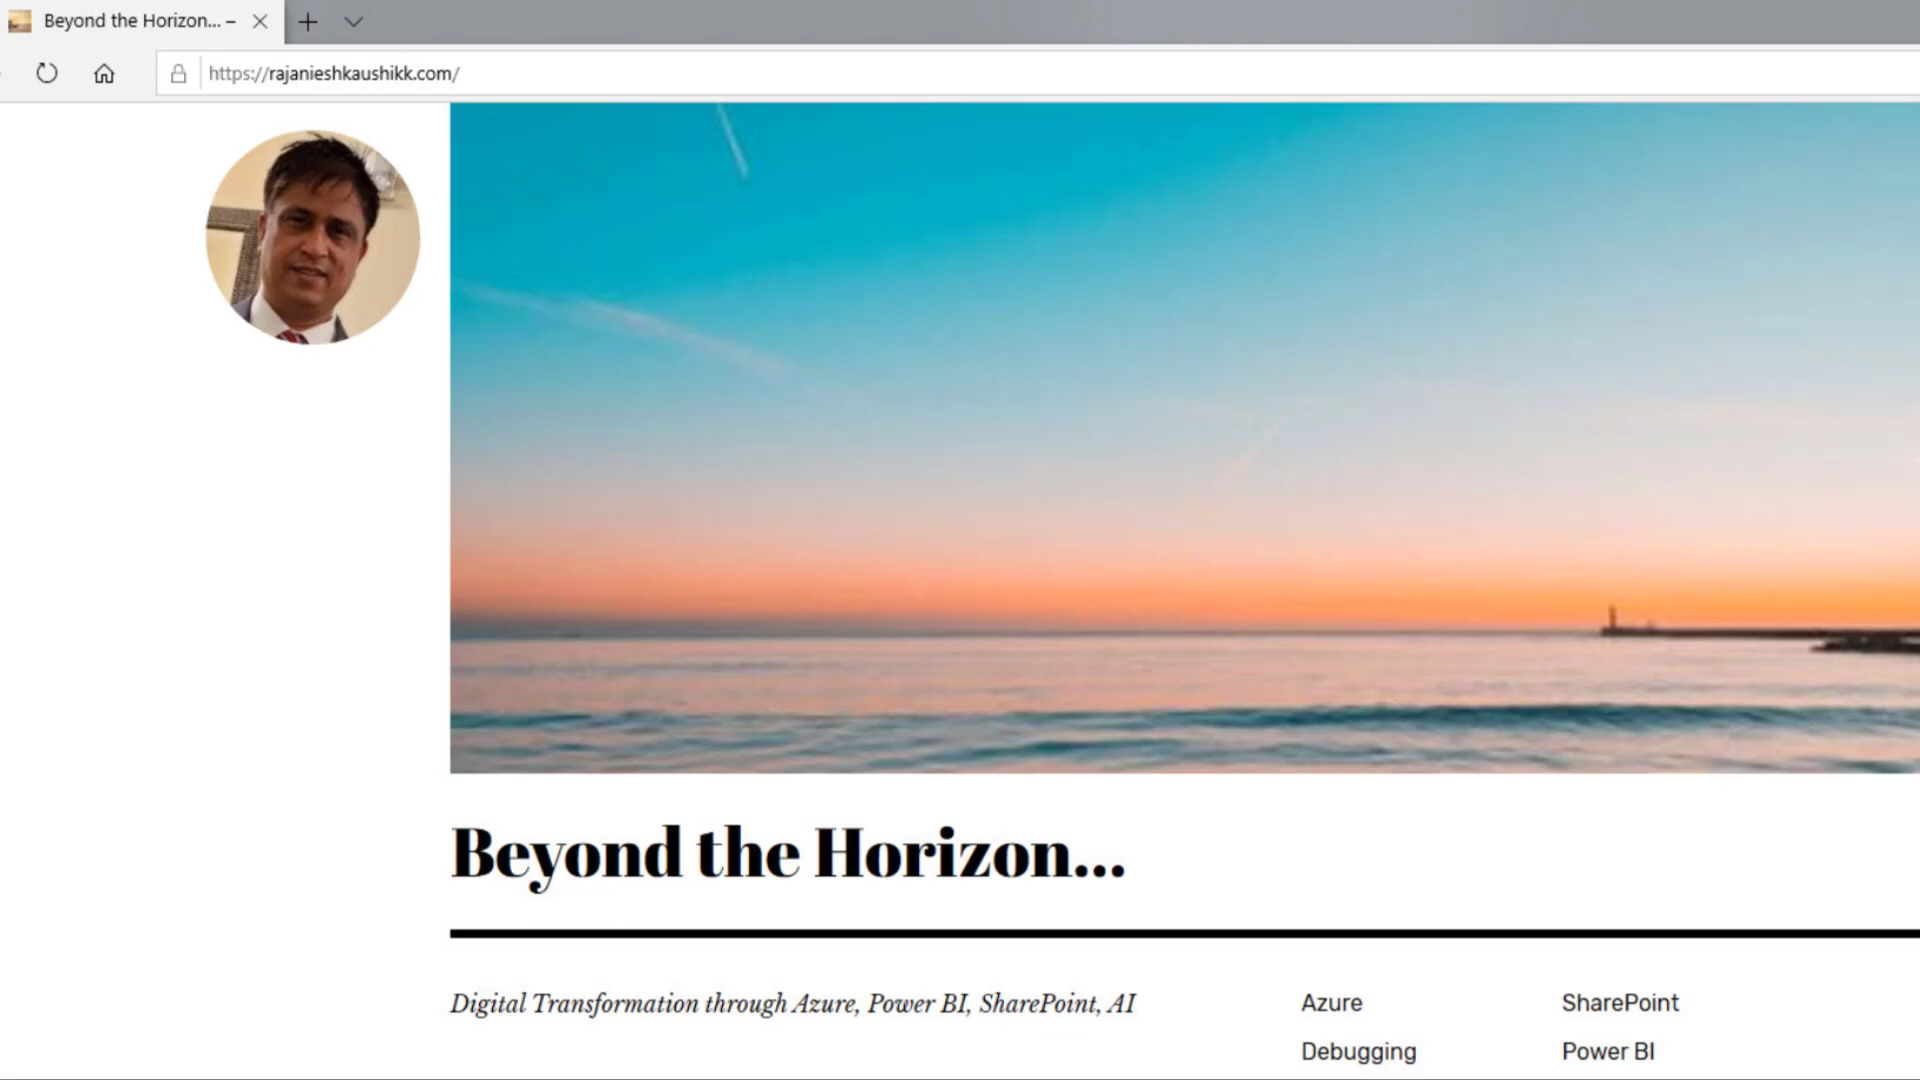 Beyond the Horizon... –
https://rajanieshkaushikk.com/
Beyond the Horizon...
Digital Transformation through Azure, Power BI, SharePoint, AI
Azure
SharePoint
Debugging
Power BI